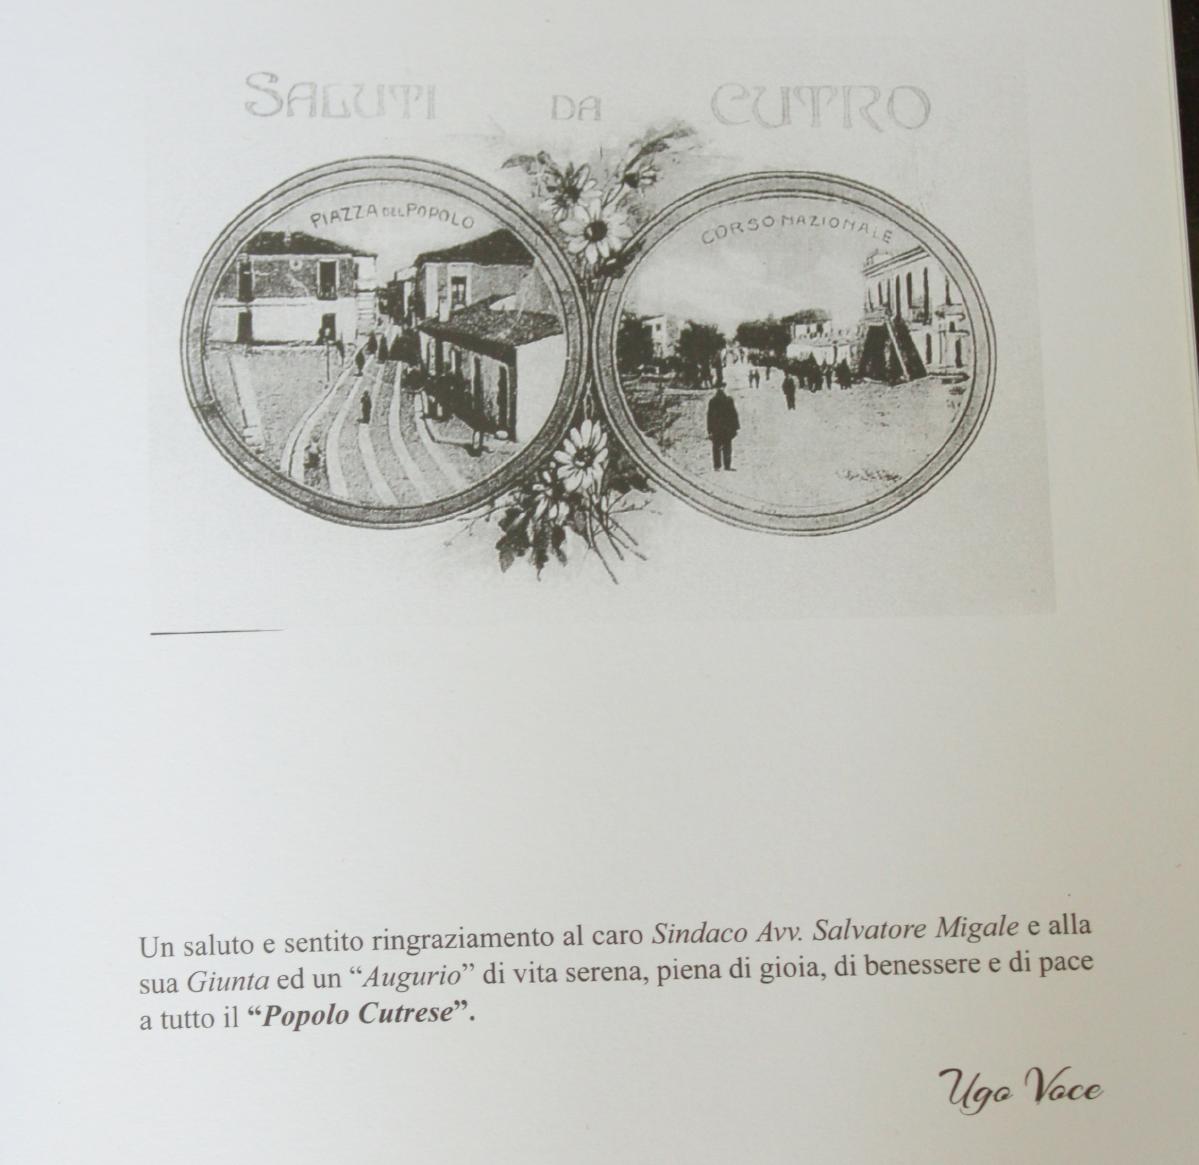 SALUTI DA CUTRO
PIAZZA DEL POPOLO
CORSO NAZIONALE
Un saluto e sentito ringraziamento al caro Sindaco Avv. Salvatore Migale e alla
sua Giunta ed un “Augurio” di vita serena, piena di gioia, di benessere e di pace
a tutto il “Popolo Cutrese”.
Ugo Voce